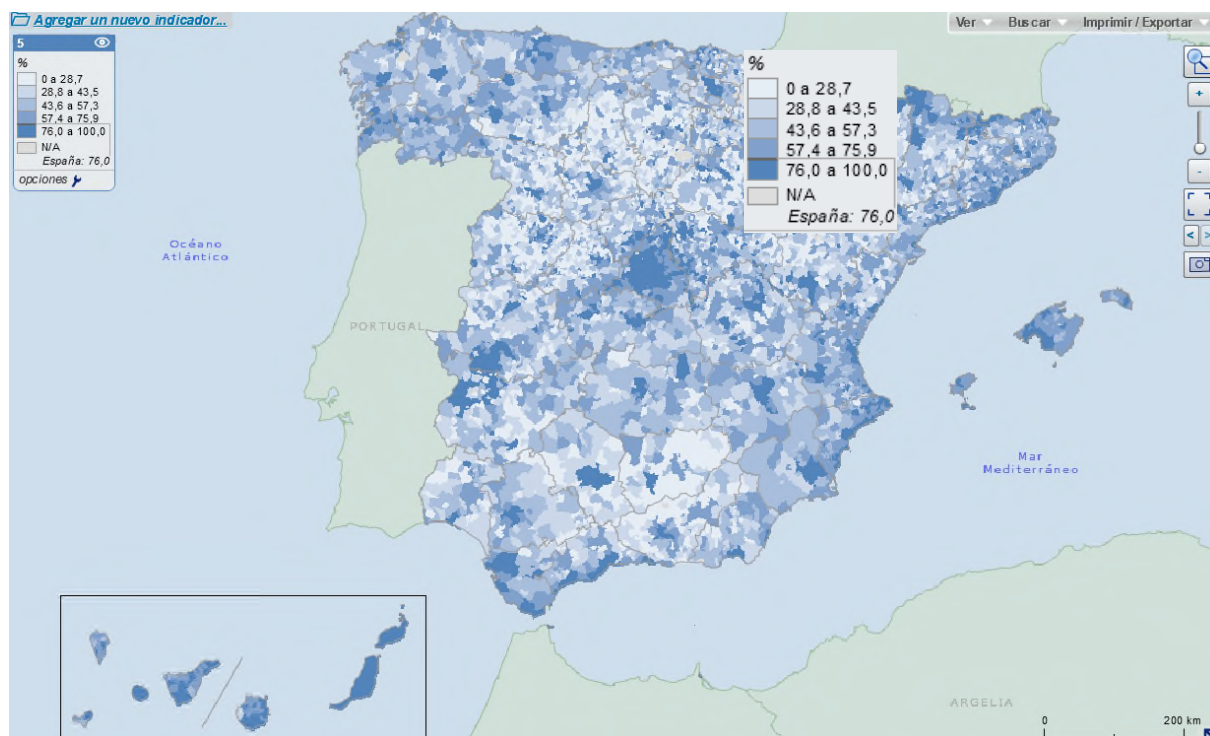 Agregar un nuevo indicador...
Ver
Buscar
Imprimir / Exportar
5
%
0 a 28,7
28,8 a 43,5
43,6 a 57,3
57,4 a 75,9
76,0 a 100,0
N/A
España: 76,0
opciones
%
0 a 28,7
28,8 a 43,5
43,6 a 57,3
57,4 a 75,9
76,0 a 100,0
N/A
España: 76,0
+
-
< >
Océano
Atlántico
PORTUGAL
Mar
Mediterráneo
ARGELIA
0
200 km